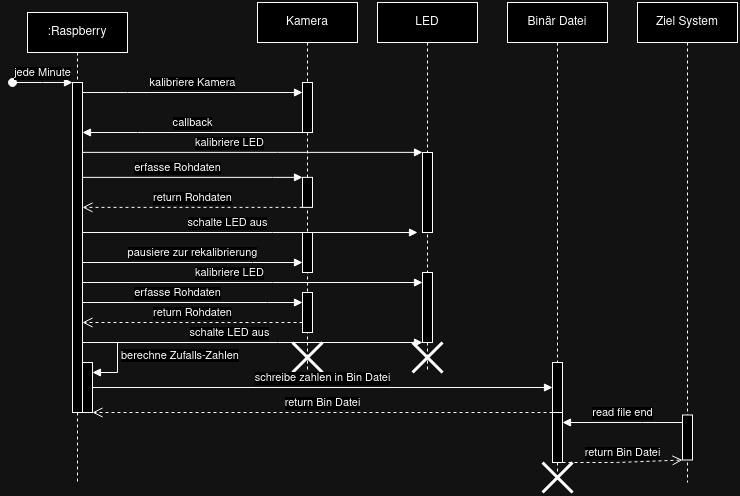 :Raspberry
Kamera
LED
Binär Datei
Ziel System
jede Minute
kalibriere Kamera
callback
kalibriere LED
erfasse Rohdaten
return Rohdaten
schalte LED aus
pausiere zur rekalibrierung
kalibriere LED
erfasse Rohdaten
return Rohdaten
schalte LED aus
berechne Zufalls-Zahlen
schreibe zahlen in Bin Datei
return Bin Datei
read file end
return Bin Datei